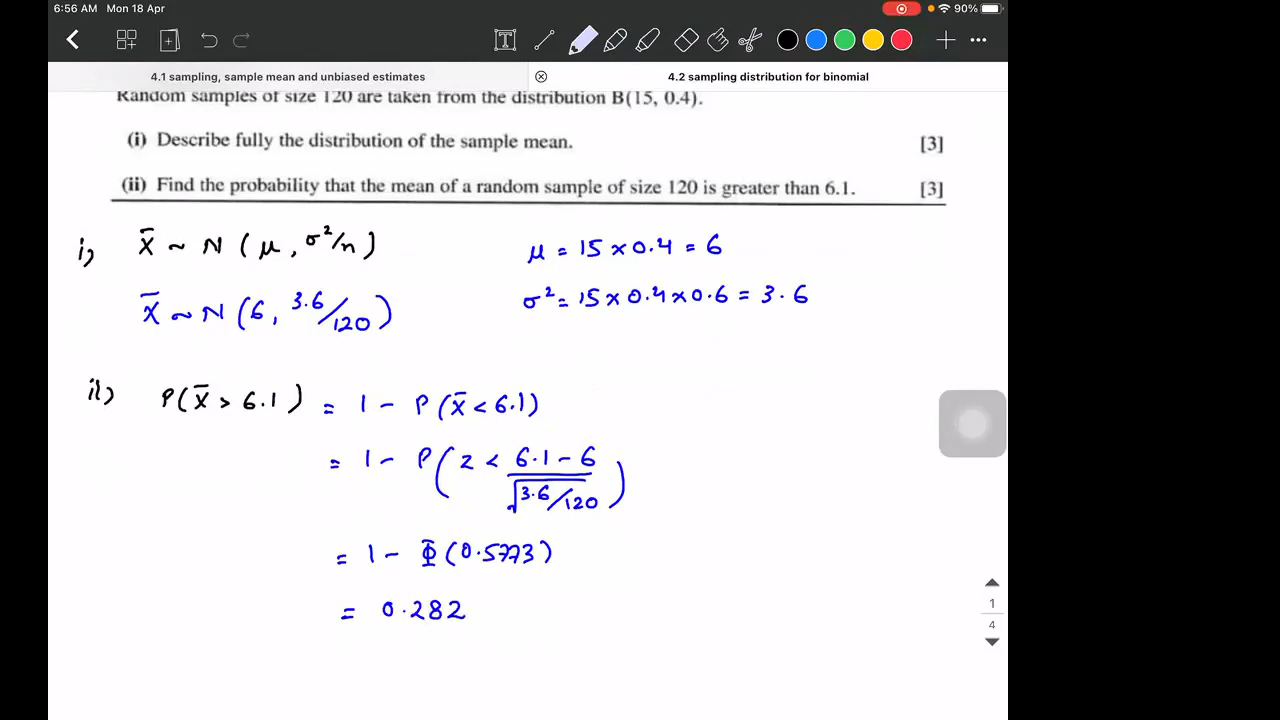 6:56 AM Mon 18 Apr
90%
4.1 sampling, sample mean and unbiased estimates
4.2 sampling distribution for binomial
Random samples of size 120 are taken from the distribution B(15, 0.4).
(i) Describe fully the distribution of the sample mean. [3]
(ii) Find the probability that the mean of a random sample of size 120 is greater than 6.1. [3]
i) X̄ ~ N ( μ , σ²/n )
μ = 15 × 0.4 = 6
X̄ ~ N (6, 3.6/120)
σ² = 15 × 0.4 × 0.6 = 3.6
ii) P(X̄ > 6.1) = 1 - P(X̄ < 6.1)
= 1 - P( Z < (6.1 - 6)/√(3.6/120) )
= 1 - Φ(0.5773)
= 0.282
1
4